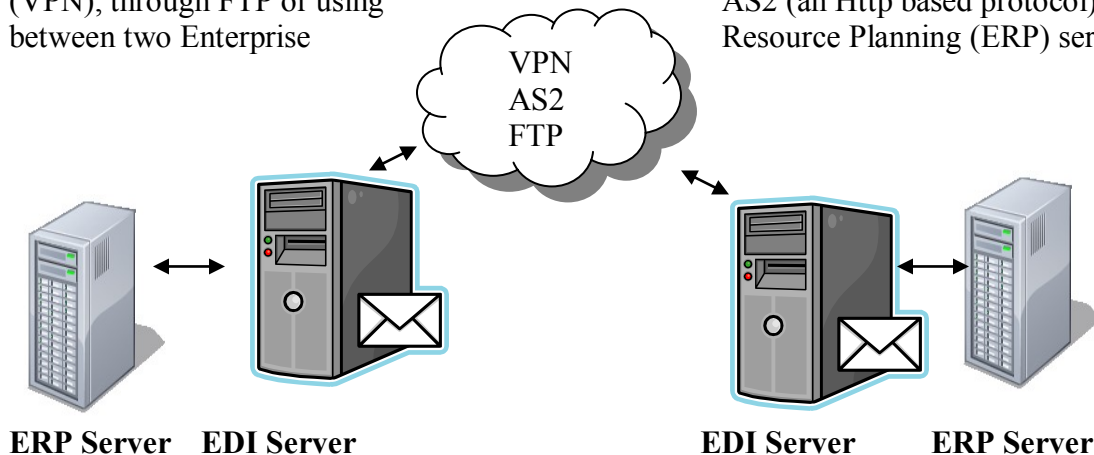 (VPN), through FTP or using
between two Enterprise
AS2 (an Http based protocol)
Resource Planning (ERP)
VPN
AS2
FTP
ERP Server EDI Server
EDI Server ERP Server